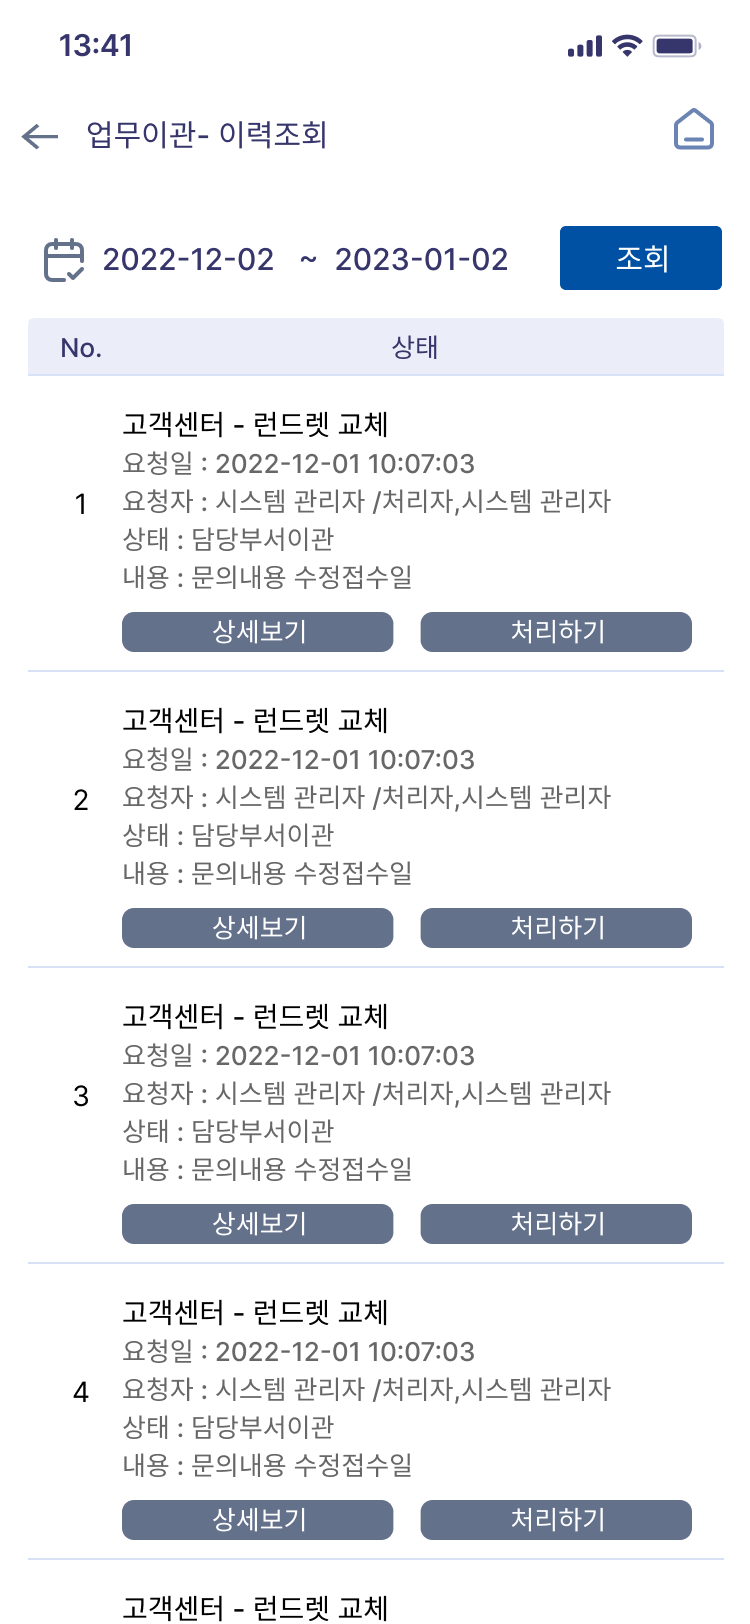 13:41
업무이관- 이력조회
2022-12-02 ~ 2023-01-02 조회
No. 상태
고객센터 - 런드렛 교체
요청일 : 2022-12-01 10:07:03
1 요청자 : 시스템 관리자 /처리자,시스템 관리자
상태 : 담당부서이관
내용 : 문의내용 수정접수일
상세보기 처리하기
고객센터 - 런드렛 교체
요청일 : 2022-12-01 10:07:03
2 요청자 : 시스템 관리자 /처리자,시스템 관리자
상태 : 담당부서이관
내용 : 문의내용 수정접수일
상세보기 처리하기
고객센터 - 런드렛 교체
요청일 : 2022-12-01 10:07:03
3 요청자 : 시스템 관리자 /처리자,시스템 관리자
상태 : 담당부서이관
내용 : 문의내용 수정접수일
상세보기 처리하기
고객센터 - 런드렛 교체
요청일 : 2022-12-01 10:07:03
4 요청자 : 시스템 관리자 /처리자,시스템 관리자
상태 : 담당부서이관
내용 : 문의내용 수정접수일
상세보기 처리하기
고객센터 - 런드렛 교체